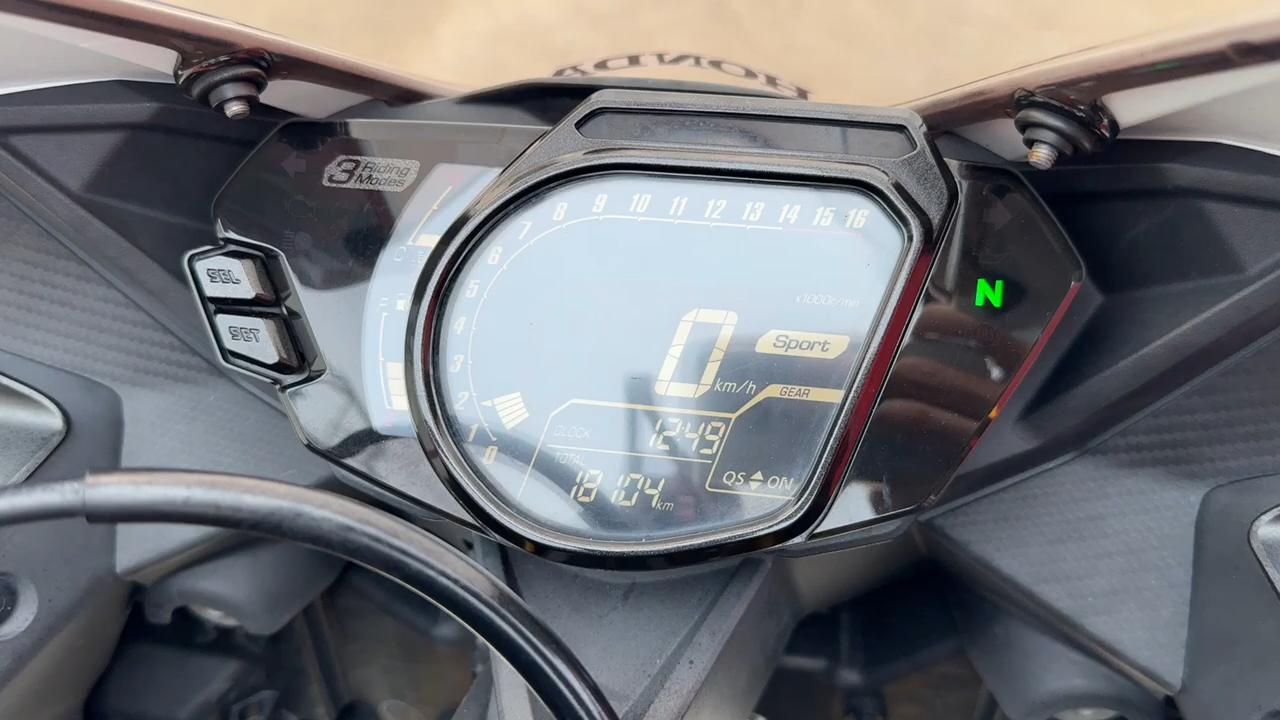 HONDA
3 Riding Modes
SEL
SET
0 1 2 3 4 5 6 7 8 9 10 11 12 13 14 15 16
x1000r/min
N
0 km/h
Sport
GEAR
CLOCK 12:49
TOTAL
18104 km
QS ON